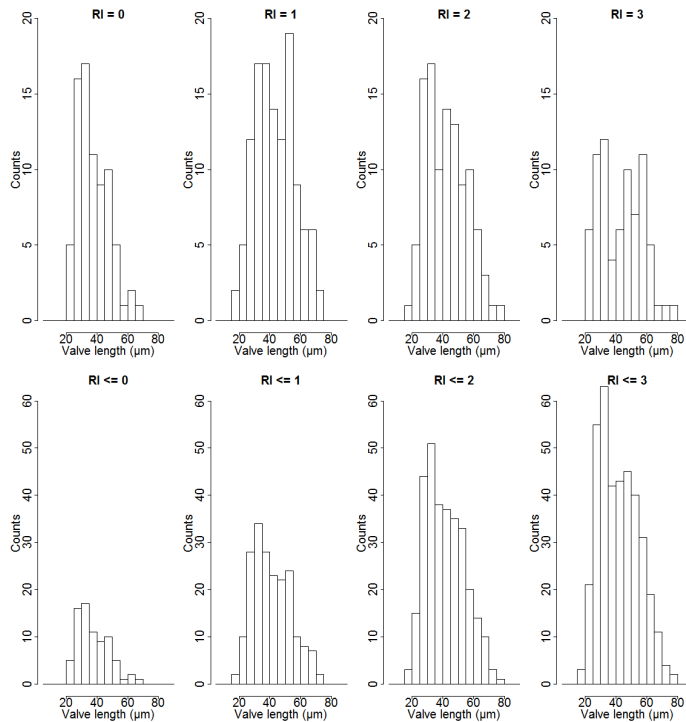 RI = 0 RI = 1 RI = 2 RI = 3
20 20 20 20
15 15 15 15
Counts Counts Counts Counts
10 10 10 10
5 5 5 5
0 0 0 0
20 40 60 80 20 40 60 80 20 40 60 80 20 40 60 80
Valve length (µm) Valve length (µm) Valve length (µm) Valve length (µm)
RI <= 0 RI <= 1 RI <= 2 RI <= 3
60 60 60 60
50 50 50 50
40 40 40 40
Counts Counts Counts Counts
30 30 30 30
20 20 20 20
10 10 10 10
0 0 0 0
20 40 60 80 20 40 60 80 20 40 60 80 20 40 60 80
Valve length (µm) Valve length (µm) Valve length (µm) Valve length (µm)